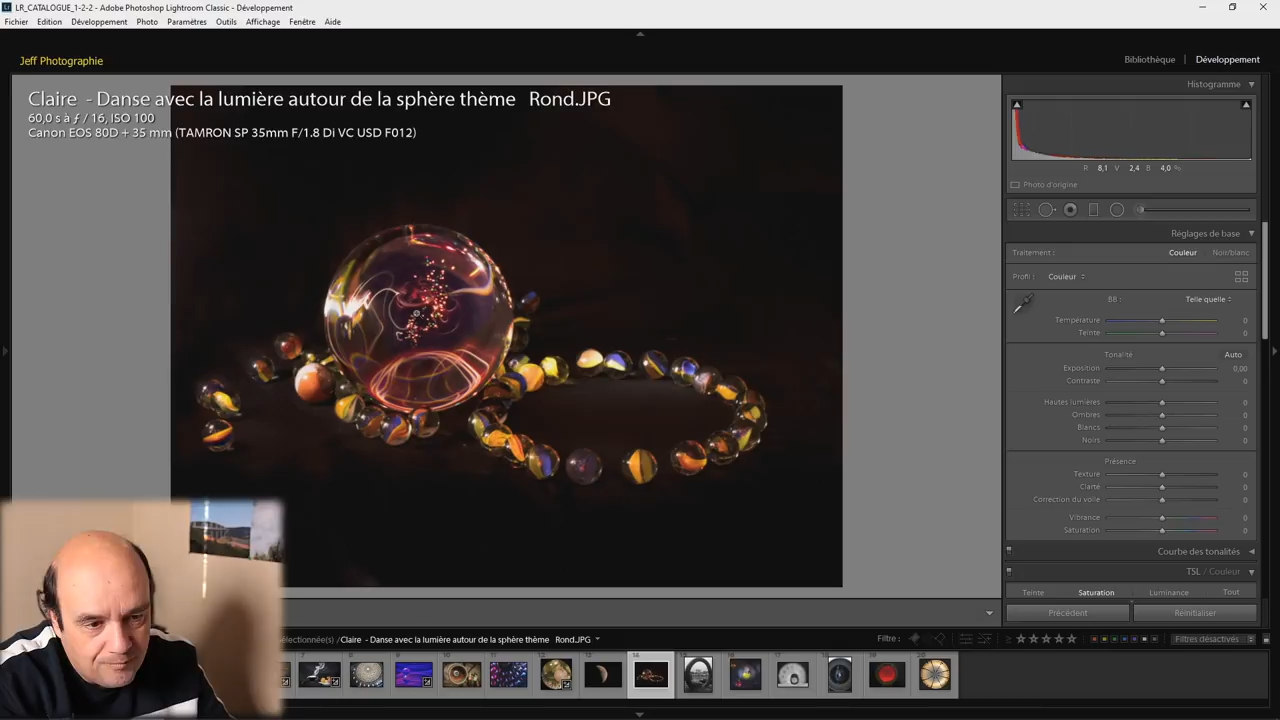 LR_CATALOGUE_1-2-2 - Adobe Photoshop Lightroom Classic - Développement
Fichier Edition Développement Photo Paramètres Outils Affichage Fenêtre Aide
Jeff Photographie
Bibliothèque | Développement
Claire - Danse avec la lumière autour de la sphère thème Rond.JPG
60,0 s à ƒ / 16, ISO 100
Canon EOS 80D + 35 mm (TAMRON SP 35mm F/1.8 Di VC USD F012)
Histogramme
R 8,1 V 2,4 B 4,0 %
Photo d'origine
Réglages de base
Traitement : Couleur Noir/blanc
Profil : Couleur
BB : Telle quelle
Température 0
Teinte 0
Tonalité Auto
Exposition 0,00
Contraste 0
Hautes lumières 0
Ombres 0
Blancs 0
Noirs 0
Présence
Texture 0
Clarté 0
Correction du voile 0
Vibrance 0
Saturation 0
Courbe des tonalités
TSL / Couleur
Teinte Saturation Luminance Tout
Précédent Réinitialiser
sélectionnée(s) /Claire - Danse avec la lumière autour de la sphère thème Rond.JPG
Filtre : Filtres désactivés